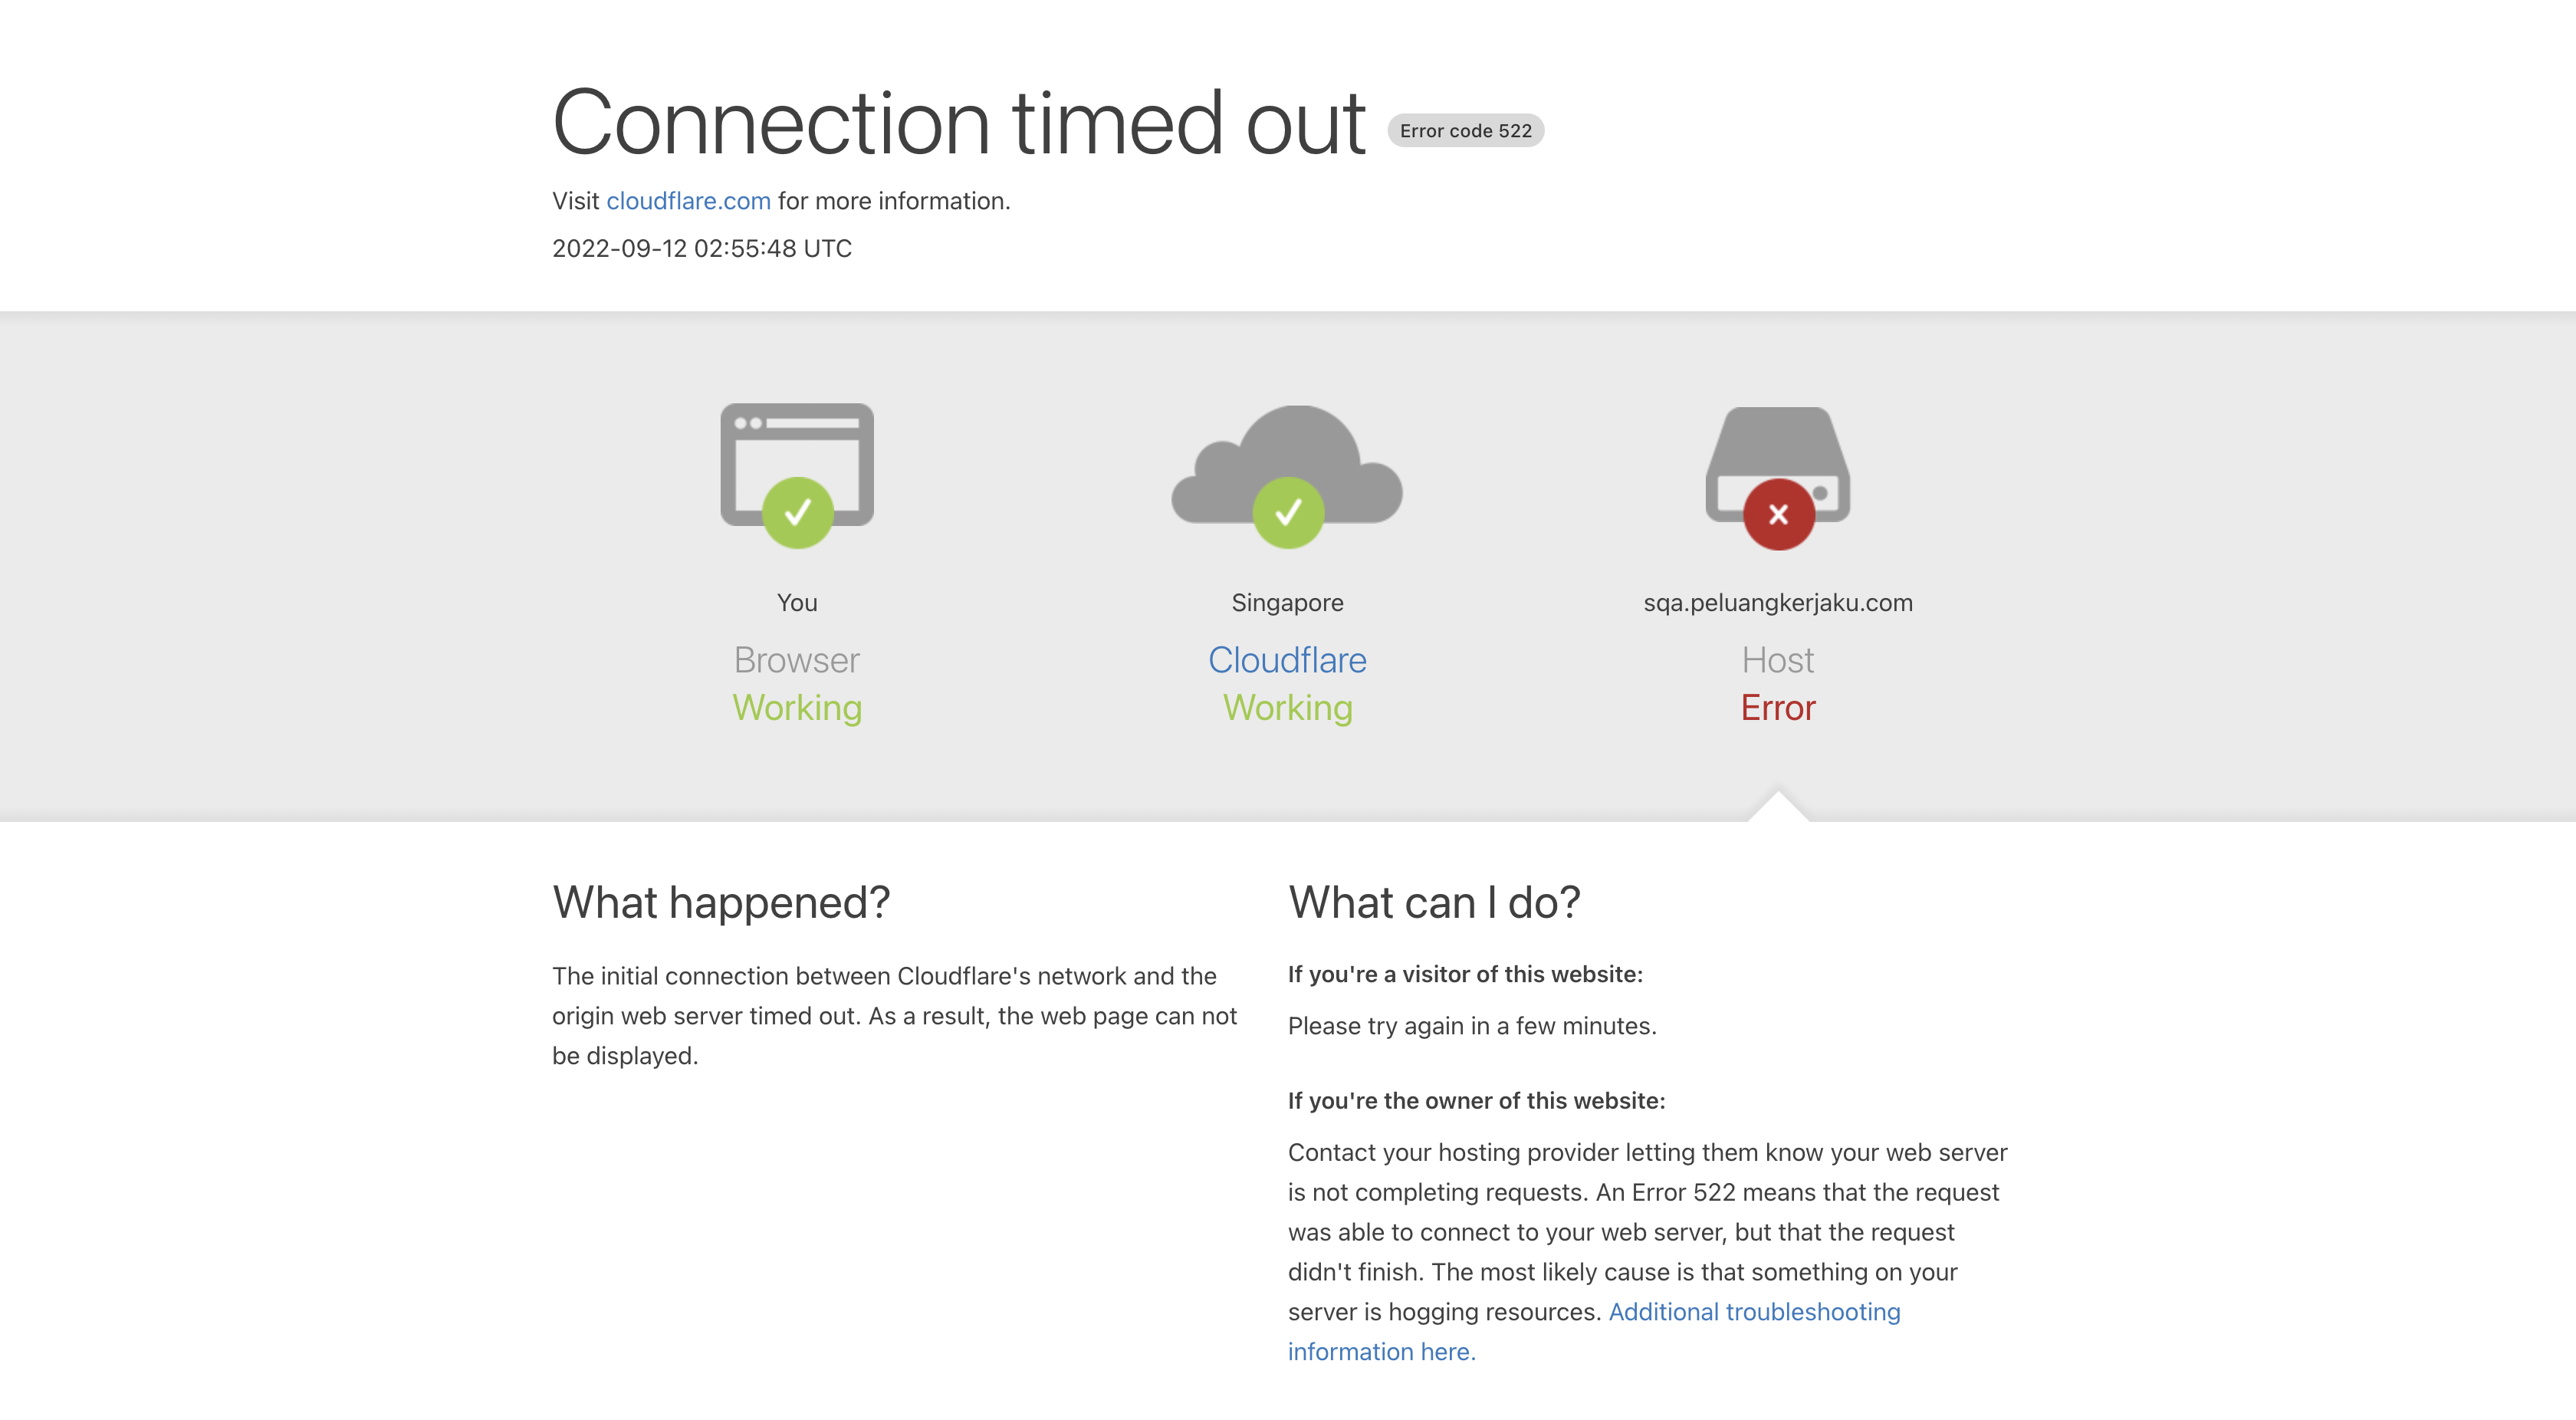 Connection timed out Error code 522
Visit cloudflare.com for more information.
2022-09-12 02:55:48 UTC
You
Browser
Working
Singapore
Cloudflare
Working
sqa.peluangkerjaku.com
Host
Error
What happened?
The initial connection between Cloudflare's network and the
origin web server timed out. As a result, the web page can not
be displayed.
What can I do?
If you're a visitor of this website:
Please try again in a few minutes.
If you're the owner of this website:
Contact your hosting provider letting them know your web server
is not completing requests. An Error 522 means that the request
was able to connect to your web server, but that the request
didn't finish. The most likely cause is that something on your
server is hogging resources. Additional troubleshooting
information here.